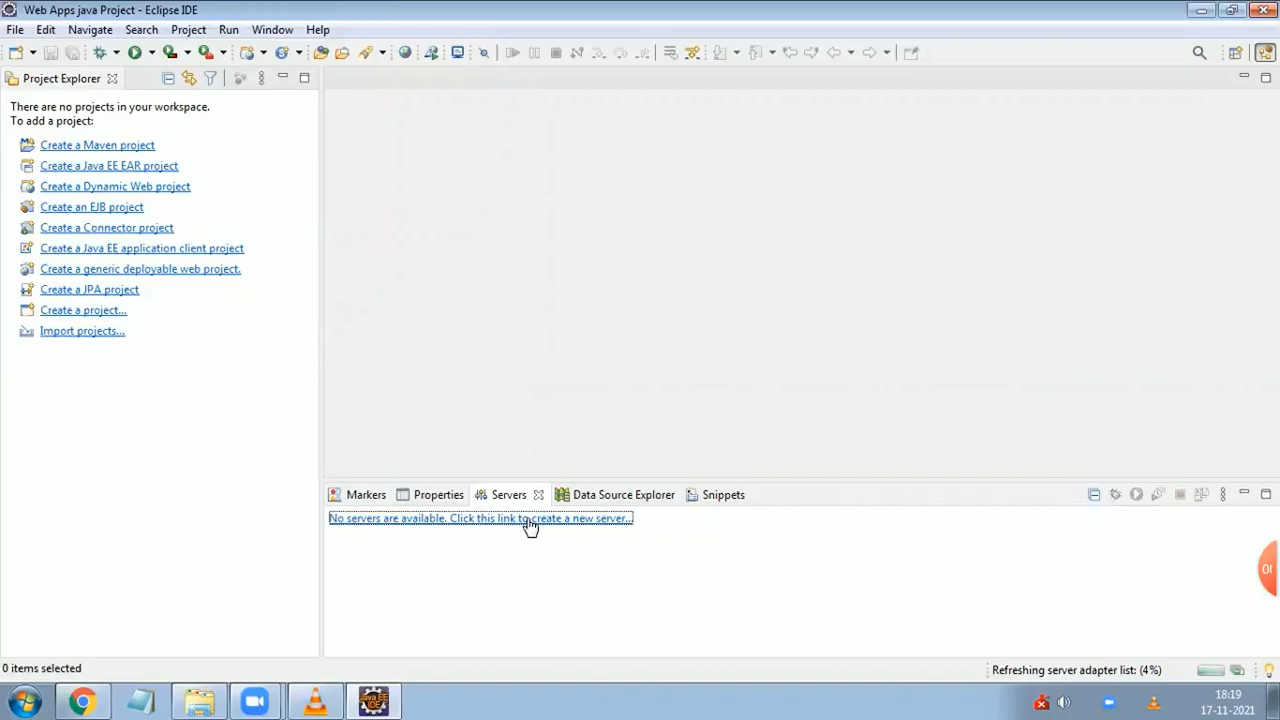 Web Apps java Project - Eclipse IDE
File Edit Navigate Search Project Run Window Help
Project Explorer
There are no projects in your workspace.
To add a project:
Create a Maven project
Create a Java EE EAR project
Create a Dynamic Web project
Create an EJB project
Create a Connector project
Create a Java EE application client project
Create a generic deployable web project.
Create a JPA project
Create a project...
Import projects...
Markers Properties Servers Data Source Explorer Snippets
No servers are available. Click this link to create a new server...
0 items selected
Refreshing server adapter list: (4%)
Java EE
IDE
18:19
17-11-2021